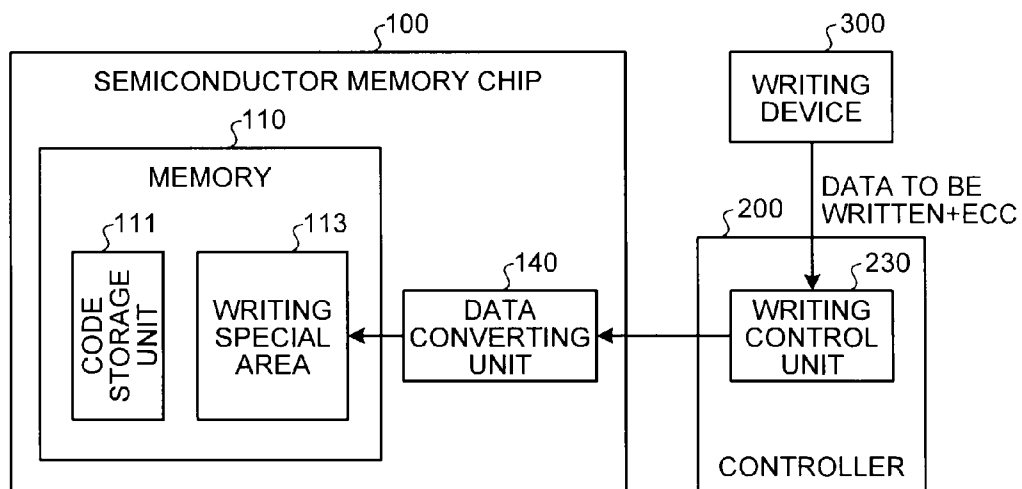 100
SEMICONDUCTOR MEMORY CHIP
110
MEMORY
111
CODE
STORAGE
UNIT
113
WRITING
SPECIAL
AREA
140
DATA
CONVERTING
UNIT
300
WRITING
DEVICE
DATA TO BE
WRITTEN+ECC
200
230
WRITING
CONTROL
UNIT
CONTROLLER